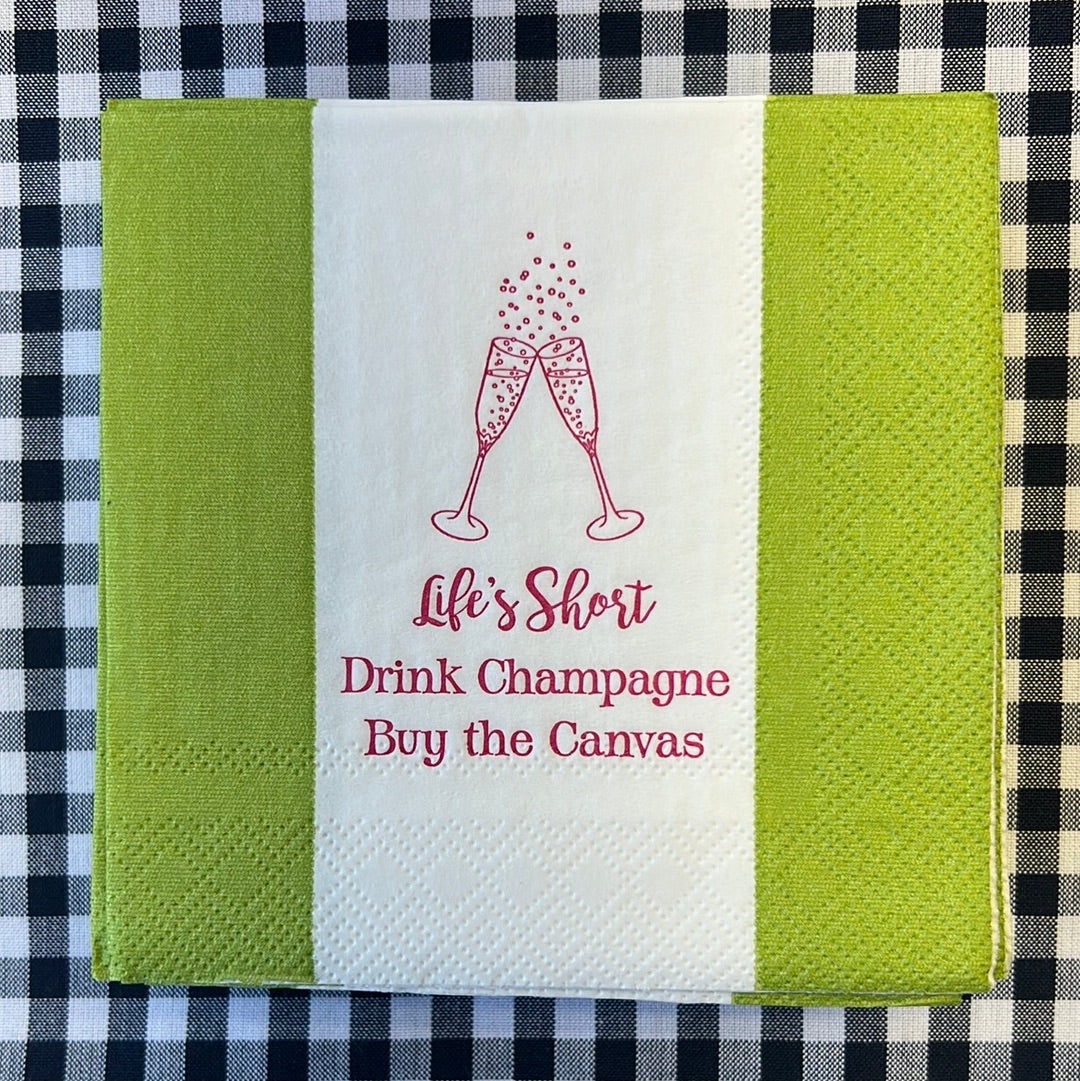 Life's Short
Drink Champagne
Buy the Canvas